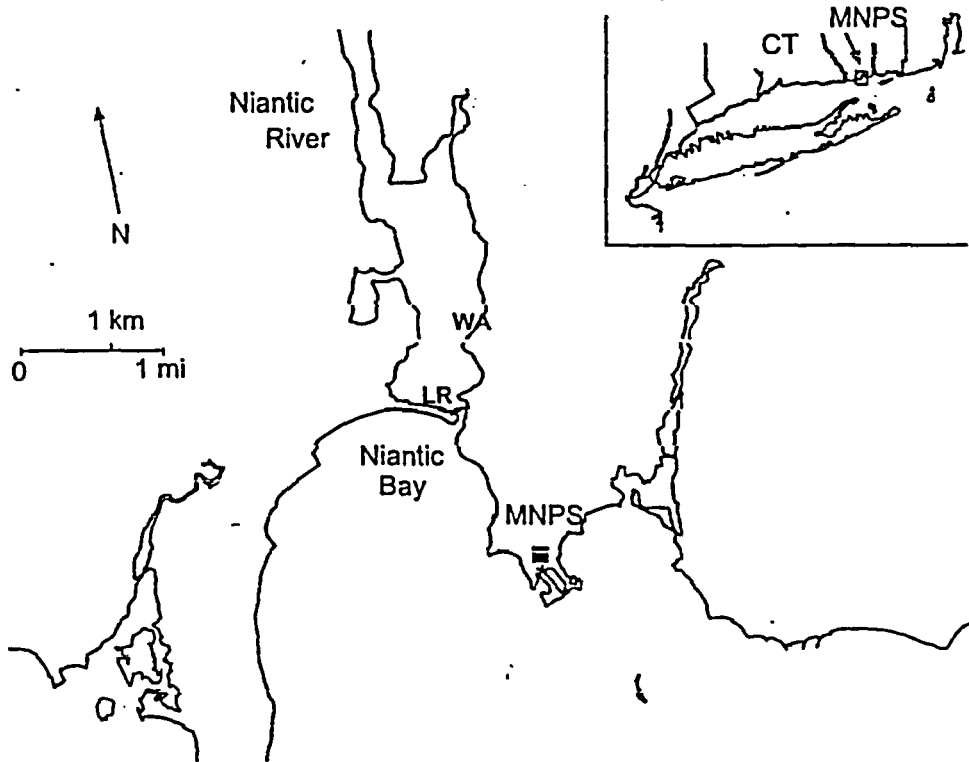 MNPS
CT
Niantic
River
N
1 km
0 1 mi
WA
LR
Niantic
Bay
MNPS